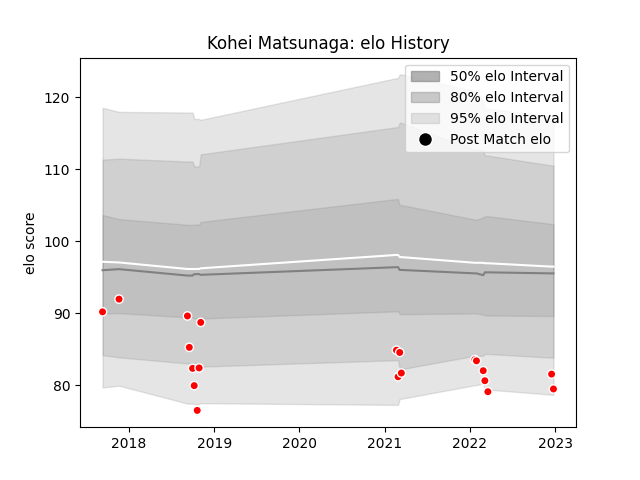 Kohei Matsunaga: elo History
50% elo Interval
80% elo Interval
95% elo Interval
Post Match elo
elo score
120
110
100
90
80
2018 2019 2020 2021 2022 2023